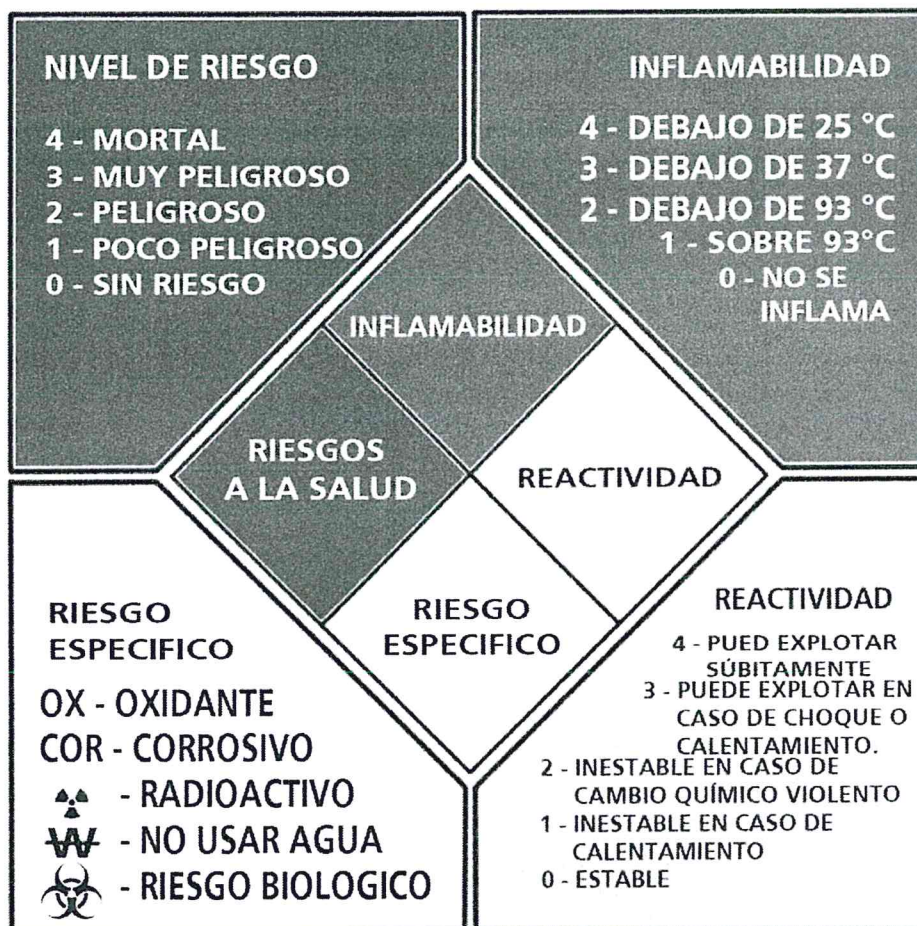 NIVEL DE RIESGO
4 - MORTAL
3 - MUY PELIGROSO
2 - PELIGROSO
1 - POCO PELIGROSO
0 - SIN RIESGO
INFLAMABILIDAD
4 - DEBAJO DE 25 °C
3 - DEBAJO DE 37 °C
2 - DEBAJO DE 93 °C
1 - SOBRE 93°C
0 - NO SE
INFLAMA
INFLAMABILIDAD
RIESGOS
A LA SALUD
REACTIVIDAD
RIESGO
ESPECIFICO
RIESGO
ESPECIFICO
OX - OXIDANTE
COR - CORROSIVO
- RADIOACTIVO
W - NO USAR AGUA
- RIESGO BIOLOGICO
REACTIVIDAD
4 - PUED EXPLOTAR
SÚBITAMENTE
3 - PUEDE EXPLOTAR EN
CASO DE CHOQUE O
CALENTAMIENTO.
2 - INESTABLE EN CASO DE
CAMBIO QUÍMICO VIOLENTO
1 - INESTABLE EN CASO DE
CALENTAMIENTO
0 - ESTABLE